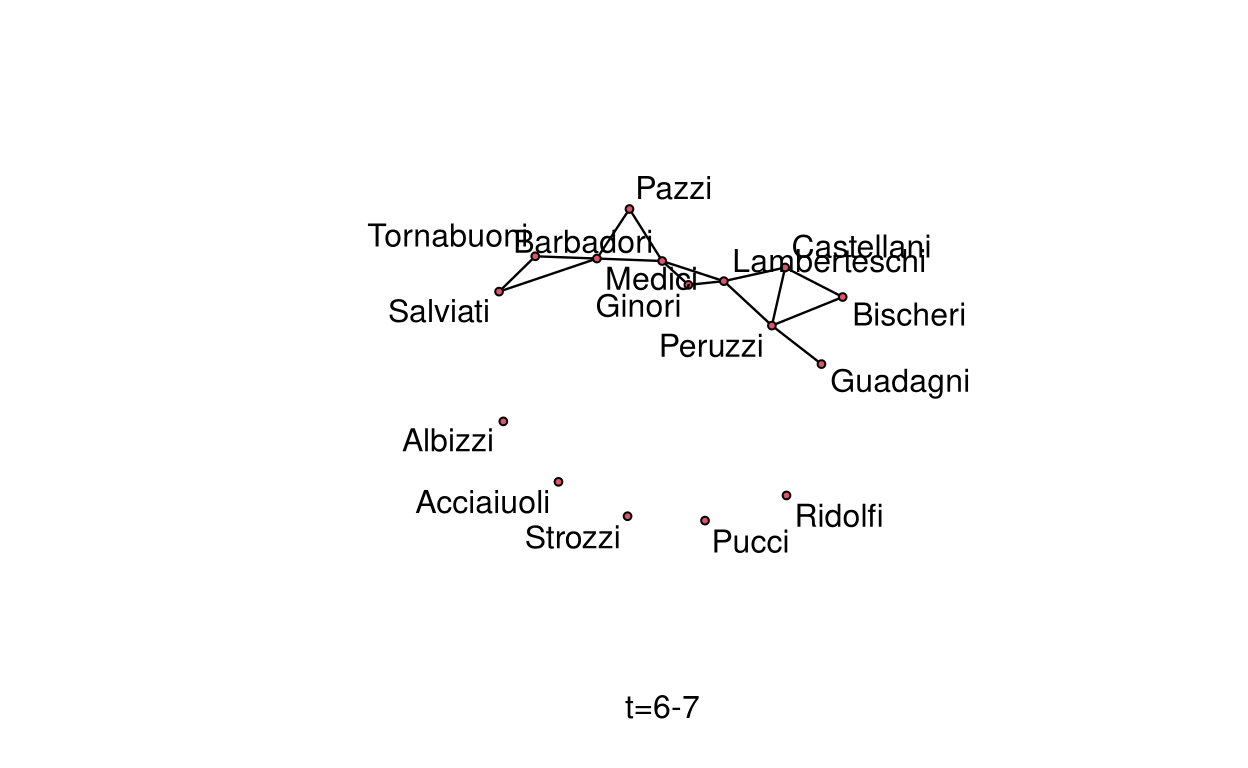 Pazzi
Tornabuoni
Barbadori
Castellani
Lamberteschi
Medici
Ginori
Salviati
Bischeri
Peruzzi
Guadagni
Albizzi
Acciaiuoli
Ridolfi
Strozzi
Pucci
t=6-7